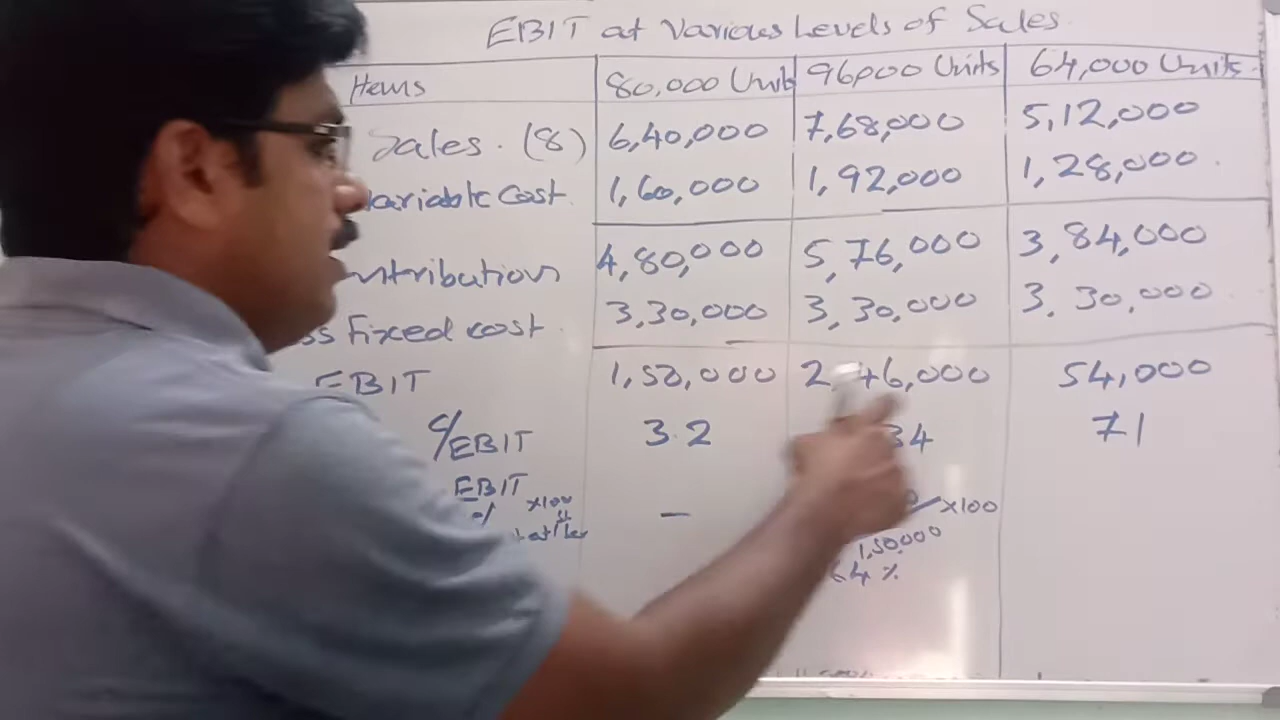 EBIT at Various Levels of Sales
Items 80,000 Units 96,000 Units 64,000 Units
Sales. (8) 6,40,000 7,68,000 5,12,000
Variable Cost 1,60,000 1,92,000 1,28,000
ntribution 4,80,000 5,76,000 3,84,000
ss Fixed cost 3,30,000 3,30,000 3,30,000
EBIT 1,50,000 2,46,000 54,000
C/EBIT 3.2 34 71
EBIT
x100
x100
1,50,000
64 %